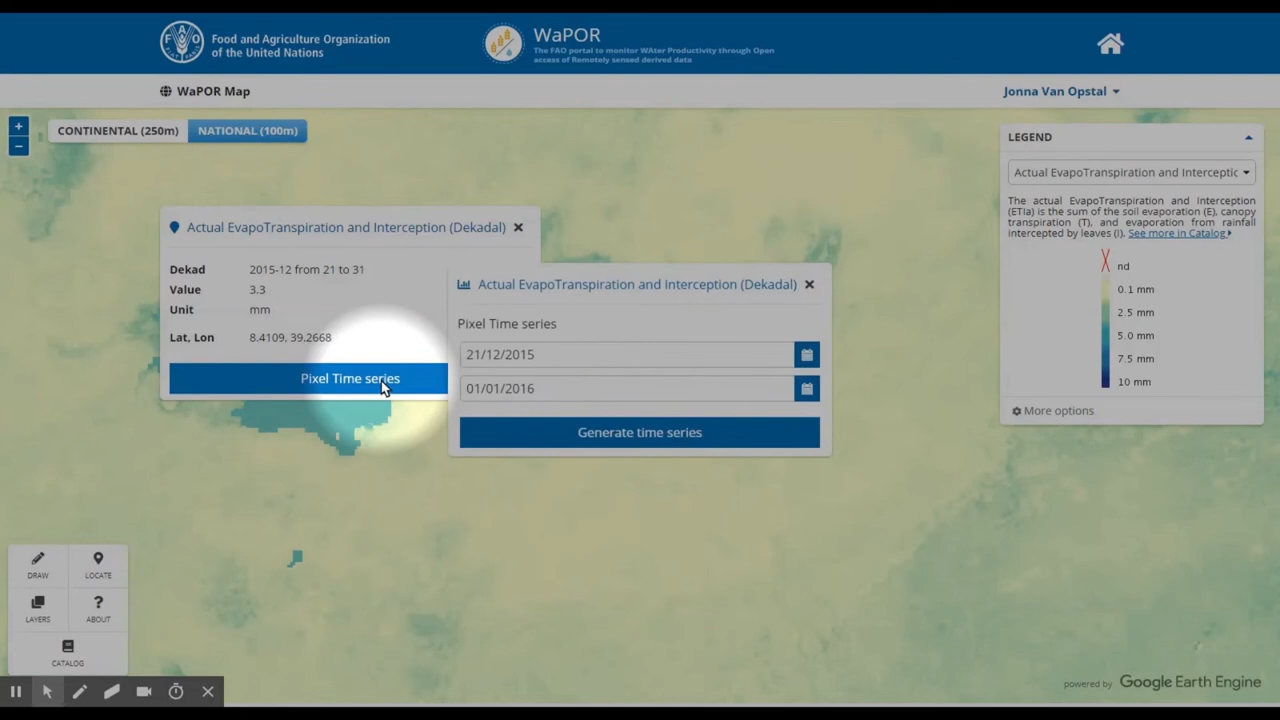 Food and Agriculture Organization
of the United Nations
WaPOR
The FAO portal to monitor WAter Productivity through Open
access of Remotely sensed derived data
WaPOR Map
Jonna Van Opstal
+
−
CONTINENTAL (250m)
NATIONAL (100m)
LEGEND
Actual EvapoTranspiration and Interceptic
The actual EvapoTranspiration and Interception
(ETIa) is the sum of the soil evaporation (E), canopy
transpiration (T), and evaporation from rainfall
intercepted by leaves (I). See more in Catalog
nd
0.1 mm
2.5 mm
5.0 mm
7.5 mm
10 mm
More options
Actual EvapoTranspiration and Interception (Dekadal)
Dekad 2015-12 from 21 to 31
Value 3.3
Unit mm
Lat, Lon 8.4109, 39.2668
Pixel Time series
Actual EvapoTranspiration and Interception (Dekadal)
Pixel Time series
21/12/2015
01/01/2016
Generate time series
DRAW
LOCATE
LAYERS
ABOUT
CATALOG
powered by Google Earth Engine